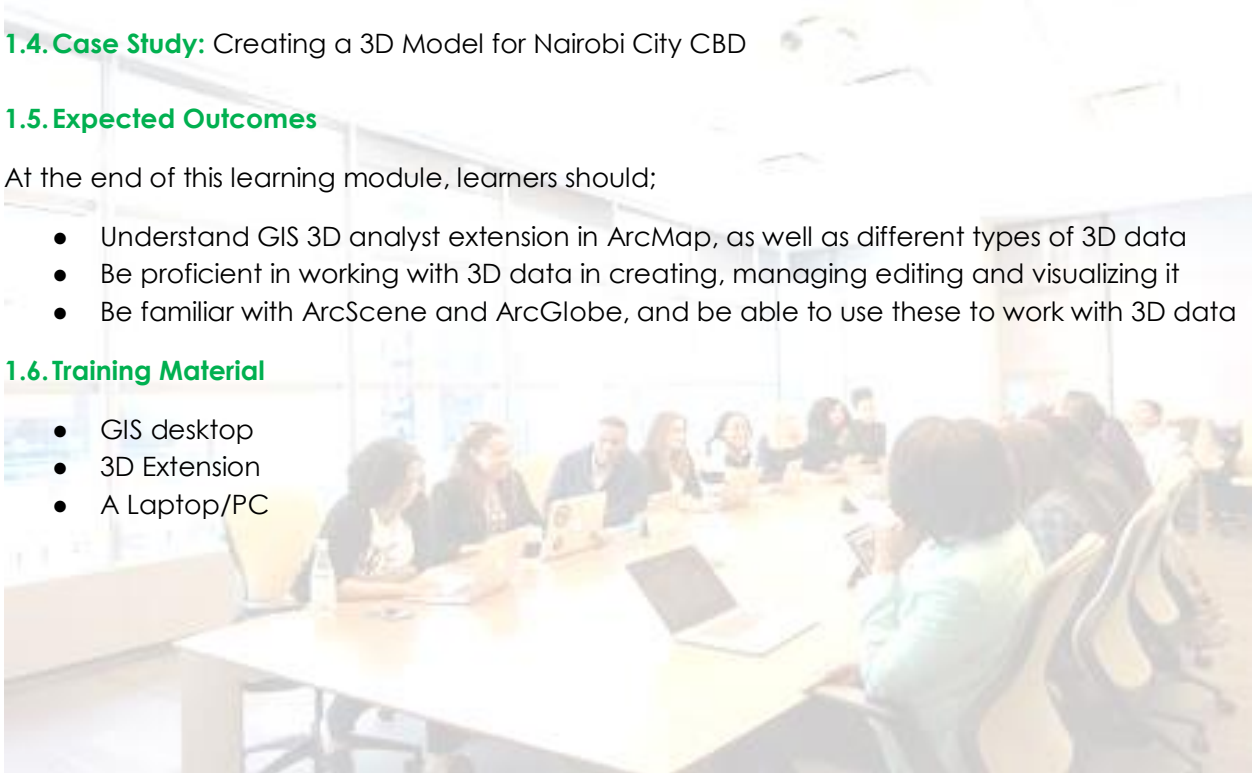 1.4. Case Study: Creating a 3D Model for Nairobi City CBD
1.5. Expected Outcomes
At the end of this learning module, learners should;
● Understand GIS 3D analyst extension in ArcMap, as well as different types of 3D data
● Be proficient in working with 3D data in creating, managing editing and visualizing it
● Be familiar with ArcScene and ArcGlobe, and be able to use these to work with 3D data
1.6. Training Material
● GIS desktop
● 3D Extension
● A Laptop/PC